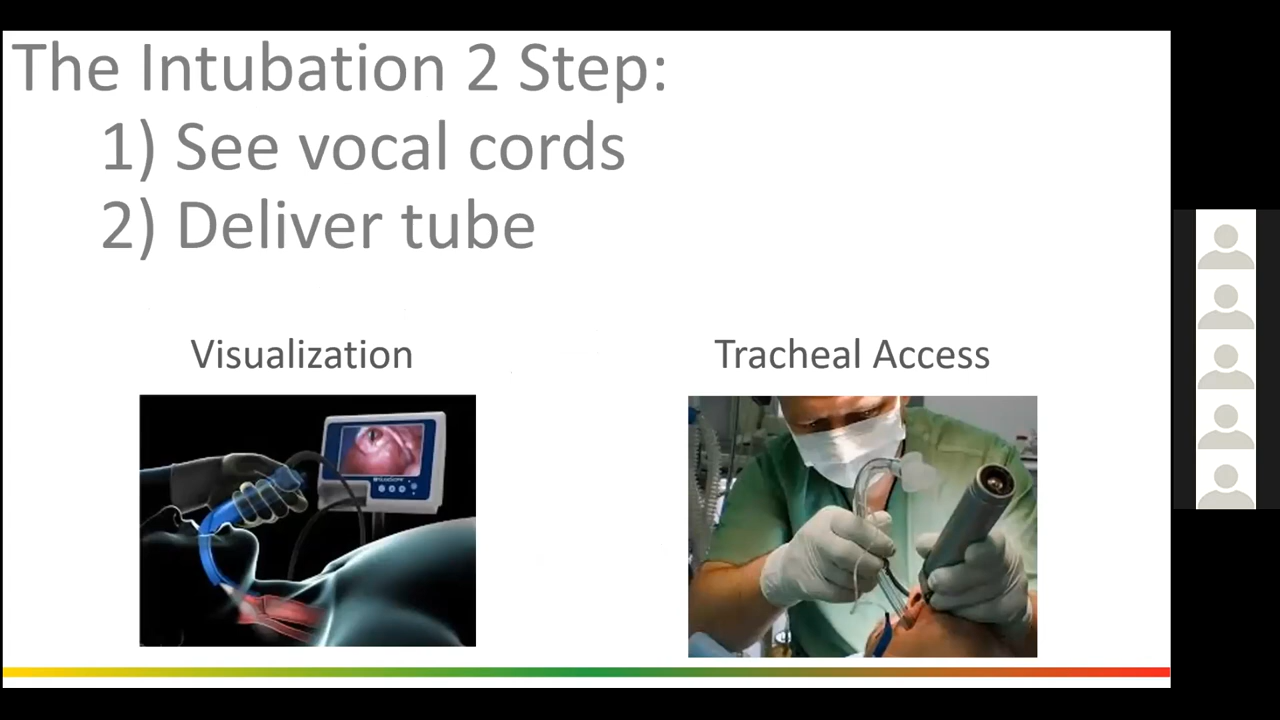 The Intubation 2 Step:
1) See vocal cords
2) Deliver tube
Visualization
Tracheal Access